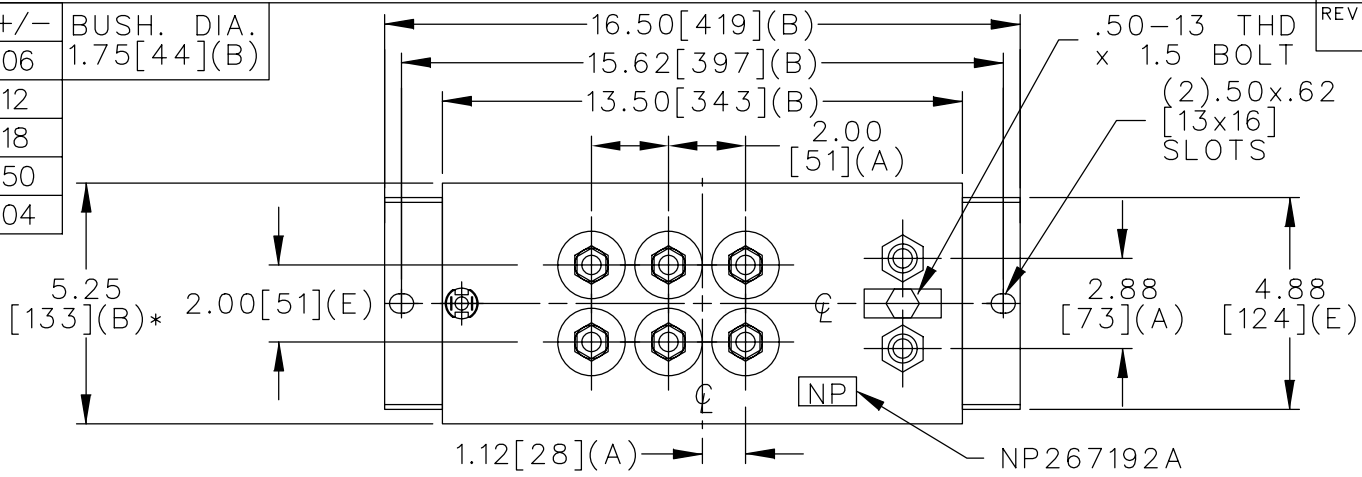 +/-
06
12
18
50
04
BUSH. DIA.
1.75[44](B)
16.50[419](B)
15.62[397](B)
13.50[343](B)
2.00
[51](A)
.50-13 THD
x 1.5 BOLT
(2).50x.62
[13x16]
SLOTS
REV
5.25
[133](B)*
2.00[51](E)
℄
2.88
[73](A)
4.88
[124](E)
NP
℄
1.12[28](A)
NP267192A